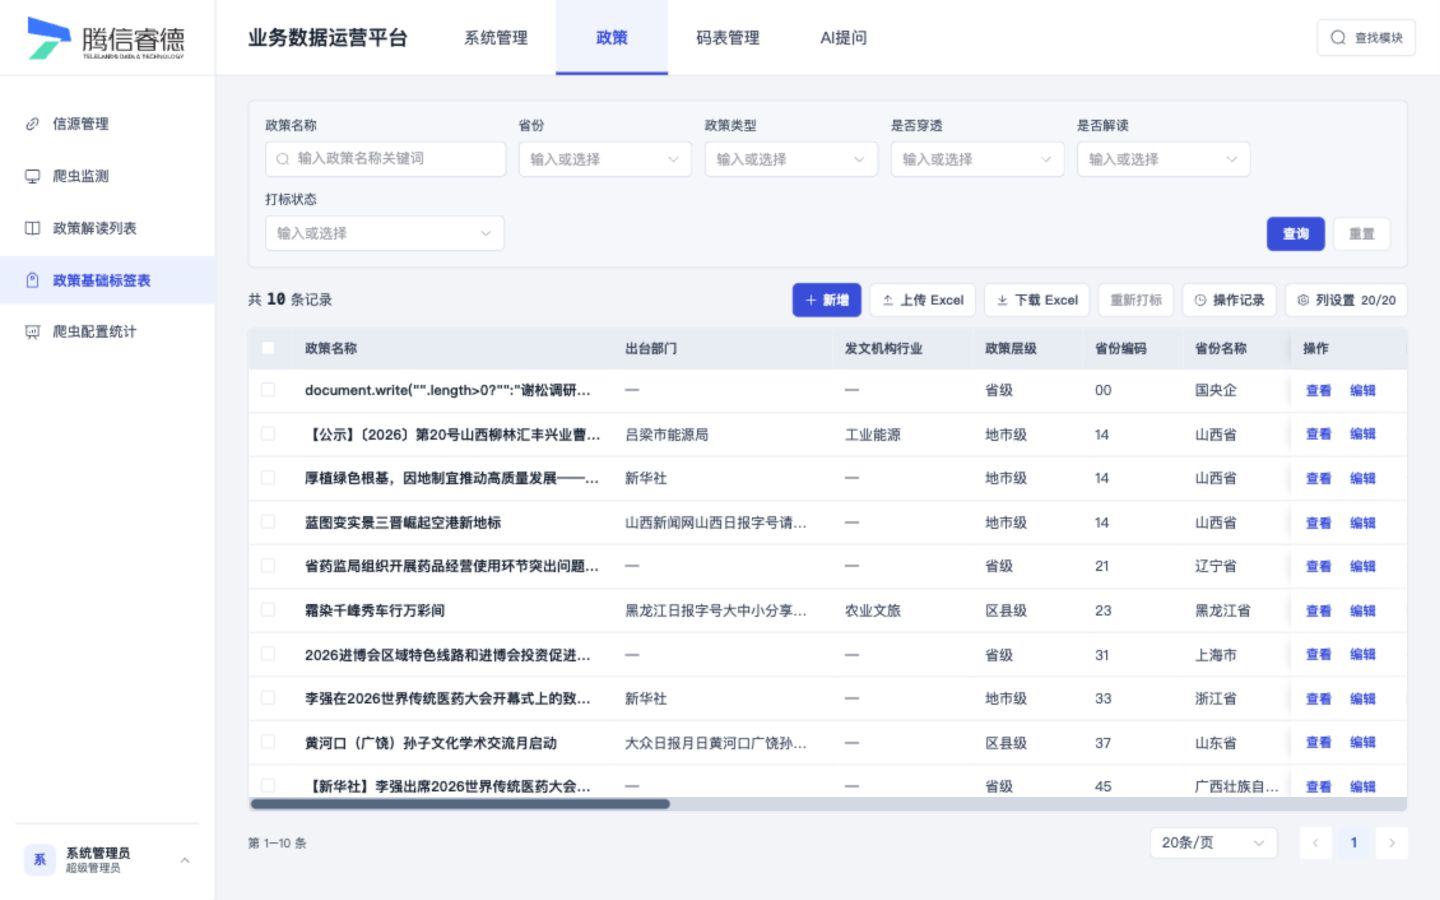 腾信睿德
TELELANDS DATA & TECHNOLOGY
业务数据运营平台
系统管理
政策
码表管理
AI提问
查找模块
信源管理
爬虫监测
政策解读列表
政策基础标签表
爬虫配置统计
政策名称
省份
政策类型
是否穿透
是否解读
输入政策名称关键词
输入或选择
输入或选择
输入或选择
输入或选择
打标状态
输入或选择
查询
重置
共 10 条记录
+ 新增
上传 Excel
下载 Excel
重新打标
操作记录
列设置 20/20
政策名称 出台部门 发文机构行业 政策层级 省份编码 省份名称 操作
document.write("".length>0?"":"谢松调研... — — 省级 00 国央企 查看 编辑
【公示】〔2026〕第20号山西柳林汇丰兴业曹... 吕梁市能源局 工业能源 地市级 14 山西省 查看 编辑
厚植绿色根基，因地制宜推动高质量发展——... 新华社 — 地市级 14 山西省 查看 编辑
蓝图变实景三晋崛起空港新地标 山西新闻网山西日报字号请... — 地市级 14 山西省 查看 编辑
省药监局组织开展药品经营使用环节突出问题... — — 省级 21 辽宁省 查看 编辑
霜染千峰秀车行万彩间 黑龙江日报字号大中小分享... 农业文旅 区县级 23 黑龙江省 查看 编辑
2026进博会区域特色线路和进博会投资促进... — — 省级 31 上海市 查看 编辑
李强在2026世界传统医药大会开幕式上的致... 新华社 — 地市级 33 浙江省 查看 编辑
黄河口（广饶）孙子文化学术交流月启动 大众日报月日黄河口广饶孙... — 区县级 37 山东省 查看 编辑
【新华社】李强出席2026世界传统医药大会... — — 省级 45 广西壮族自... 查看 编辑
第 1—10 条
20条/页
1
系
系统管理员
超级管理员